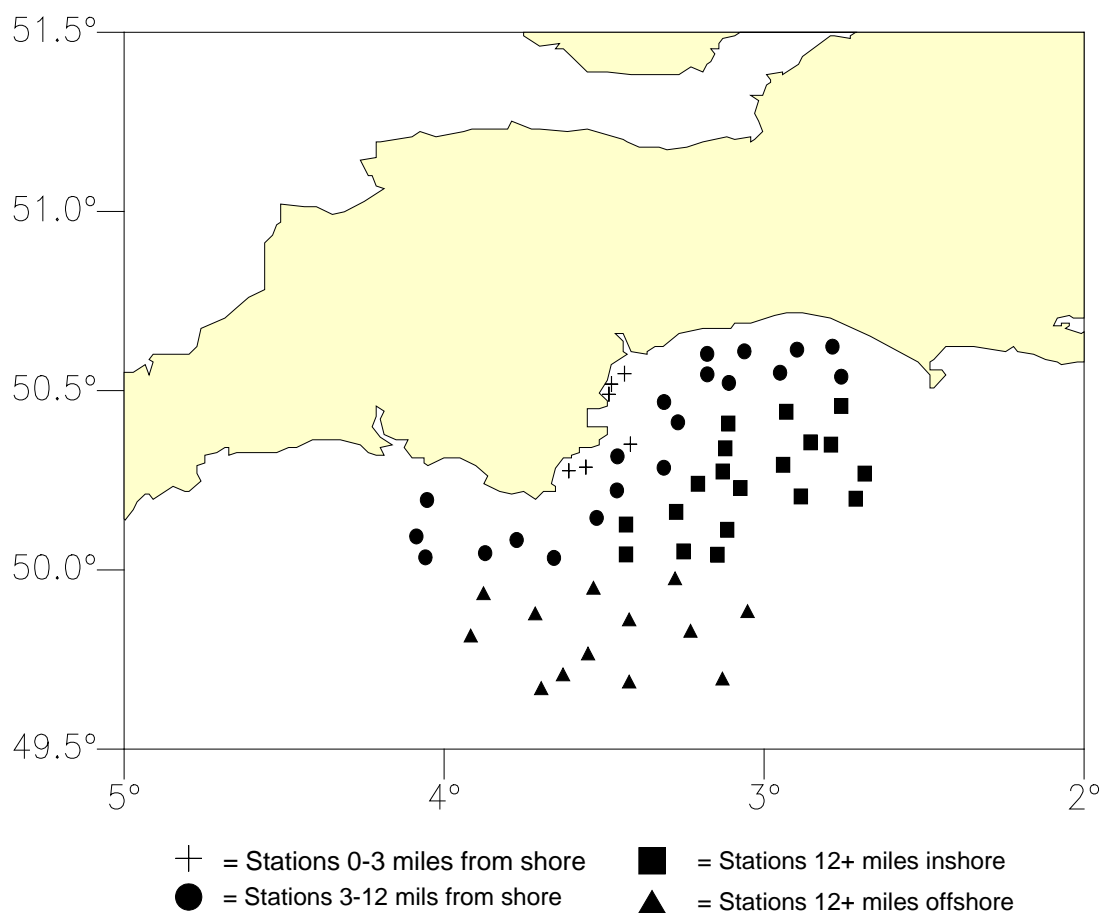 51.5°
51.0°
50.5°
50.0°
49.5°
5° 4° 3° 2°
= Stations 0-3 miles from shore
= Stations 12+ miles inshore
= Stations 3-12 mils from shore
= Stations 12+ miles offshore